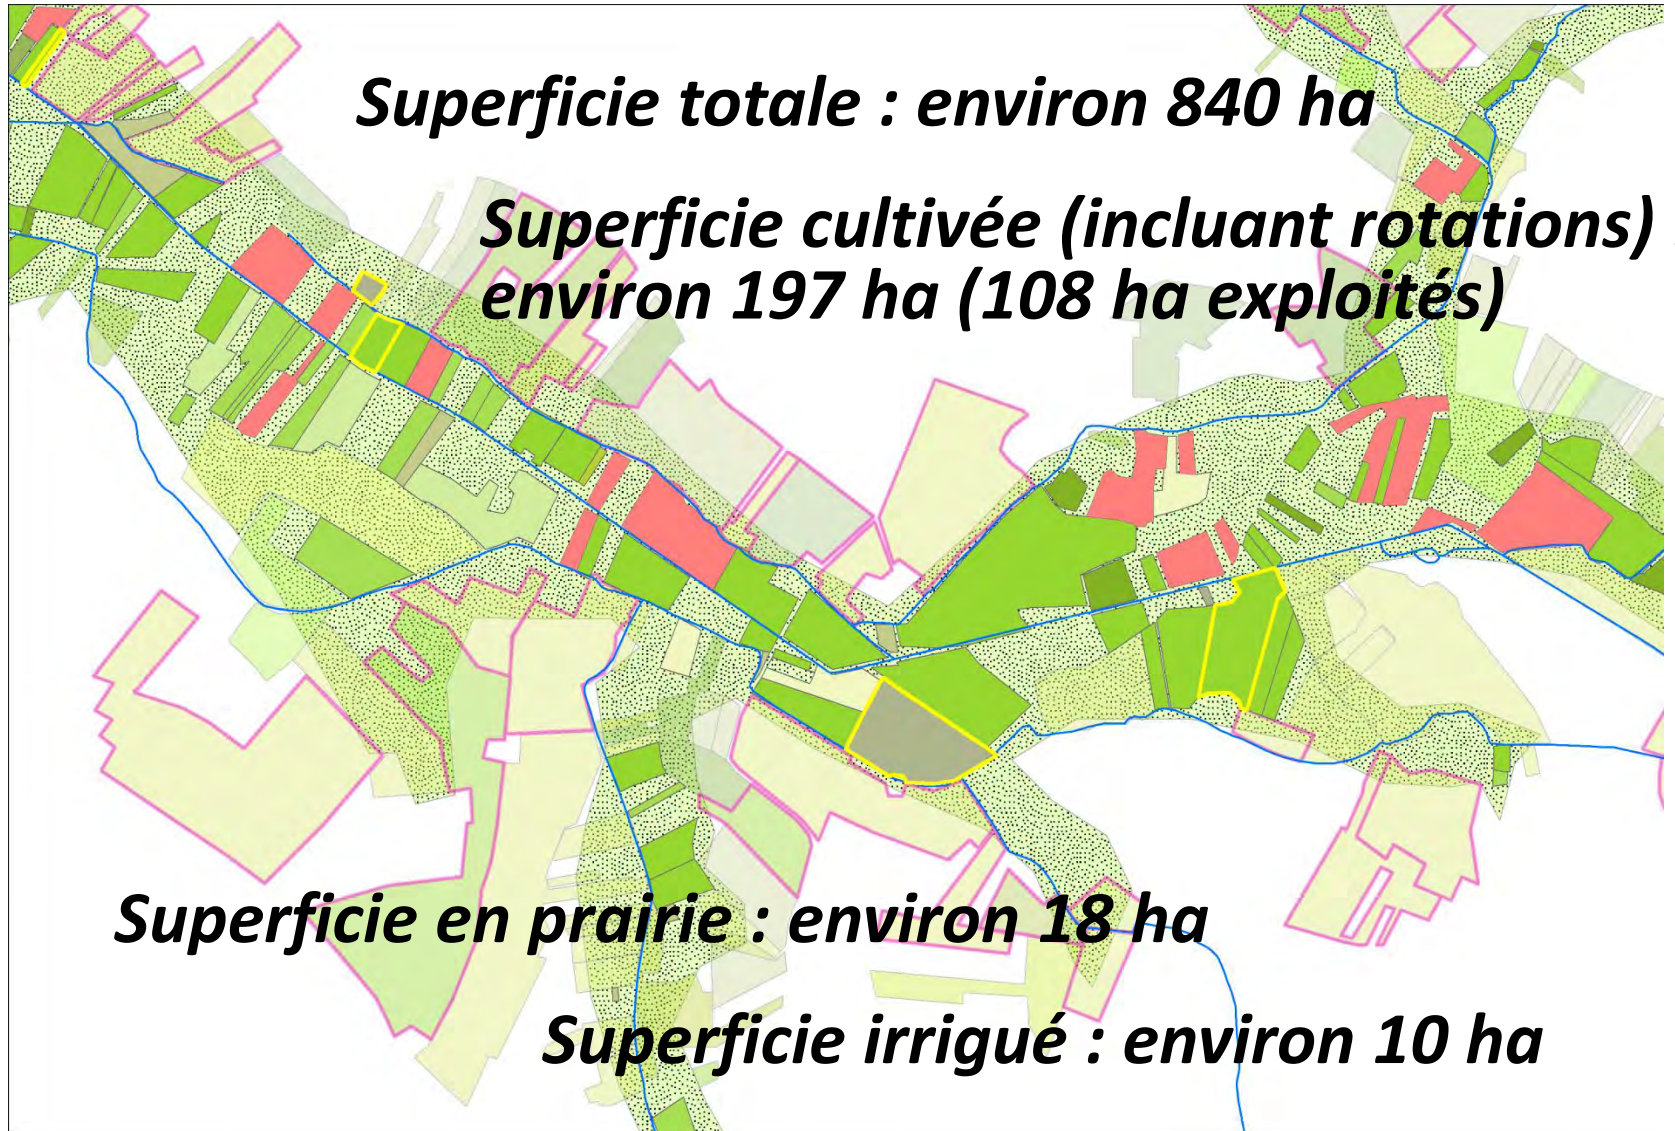 Superficie totale : environ 840 ha
Superficie cultivée (incluant rotations)
environ 197 ha (108 ha exploités)
Superficie en prairie : environ 18 ha
Superficie irrigué : environ 10 ha